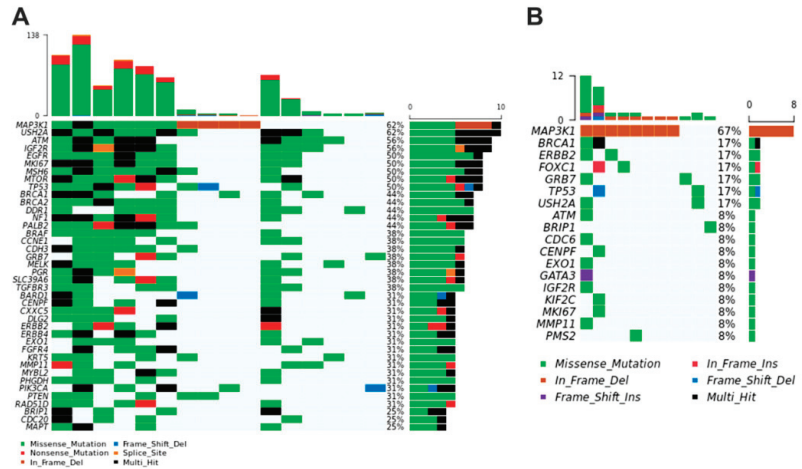 A
B
138
0
0
10
MAP3K1 62%
USH2A 62%
ATM 56%
IGF2R 56%
EGFR 50%
MKI67 50%
MSH6 50%
MTOR 50%
TP53 50%
BRCA1 44%
BRCA2 44%
DDR1 44%
NF1 44%
PALB2 44%
BRAF 38%
CCNE1 38%
CDH3 38%
GRB7 38%
MELK 38%
PGR 38%
SLC39A6 38%
TGFBR3 38%
BARD1 31%
CENPF 31%
CXXC5 31%
DLG2 31%
ERBB2 31%
ERBB4 31%
EXO1 31%
FGFR4 31%
KRT5 31%
MMP11 31%
MYBL2 31%
PHGDH 31%
PIK3CA 31%
PTEN 31%
RAD51D 31%
BRIP1 25%
CDC20 25%
MAPT 25%
Missense_Mutation
Nonsense_Mutation
In_Frame_Del
Frame_Shift_Del
Splice_Site
Multi_Hit
12
0
0
8
MAP3K1 67%
BRCA1 17%
ERBB2 17%
FOXC1 17%
GRB7 17%
TP53 17%
USH2A 17%
ATM 8%
BRIP1 8%
CDC6 8%
CENPF 8%
EXO1 8%
GATA3 8%
IGF2R 8%
KIF2C 8%
MKI67 8%
MMP11 8%
PMS2 8%
Missense_Mutation
In_Frame_Del
Frame_Shift_Ins
In_Frame_Ins
Frame_Shift_Del
Multi_Hit